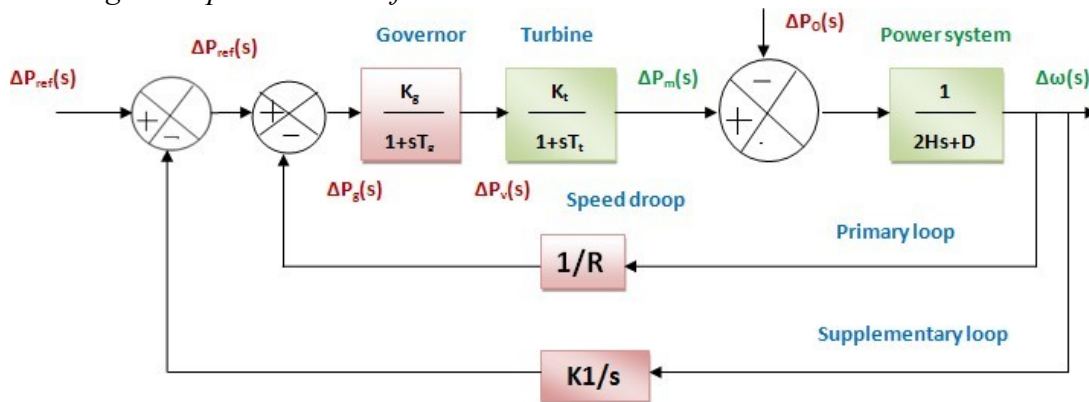 ΔP_ref(s)
ΔP_ref(s)
Governor
Turbine
ΔP_O(s)
Power system
+
−
+
−
K_g
1+sT_g
K_t
1+sT_t
ΔP_m(s)
−
+
1
2Hs+D
Δω(s)
ΔP_g(s)
ΔP_v(s)
Speed droop
1/R
Primary loop
Supplementary loop
K1/s